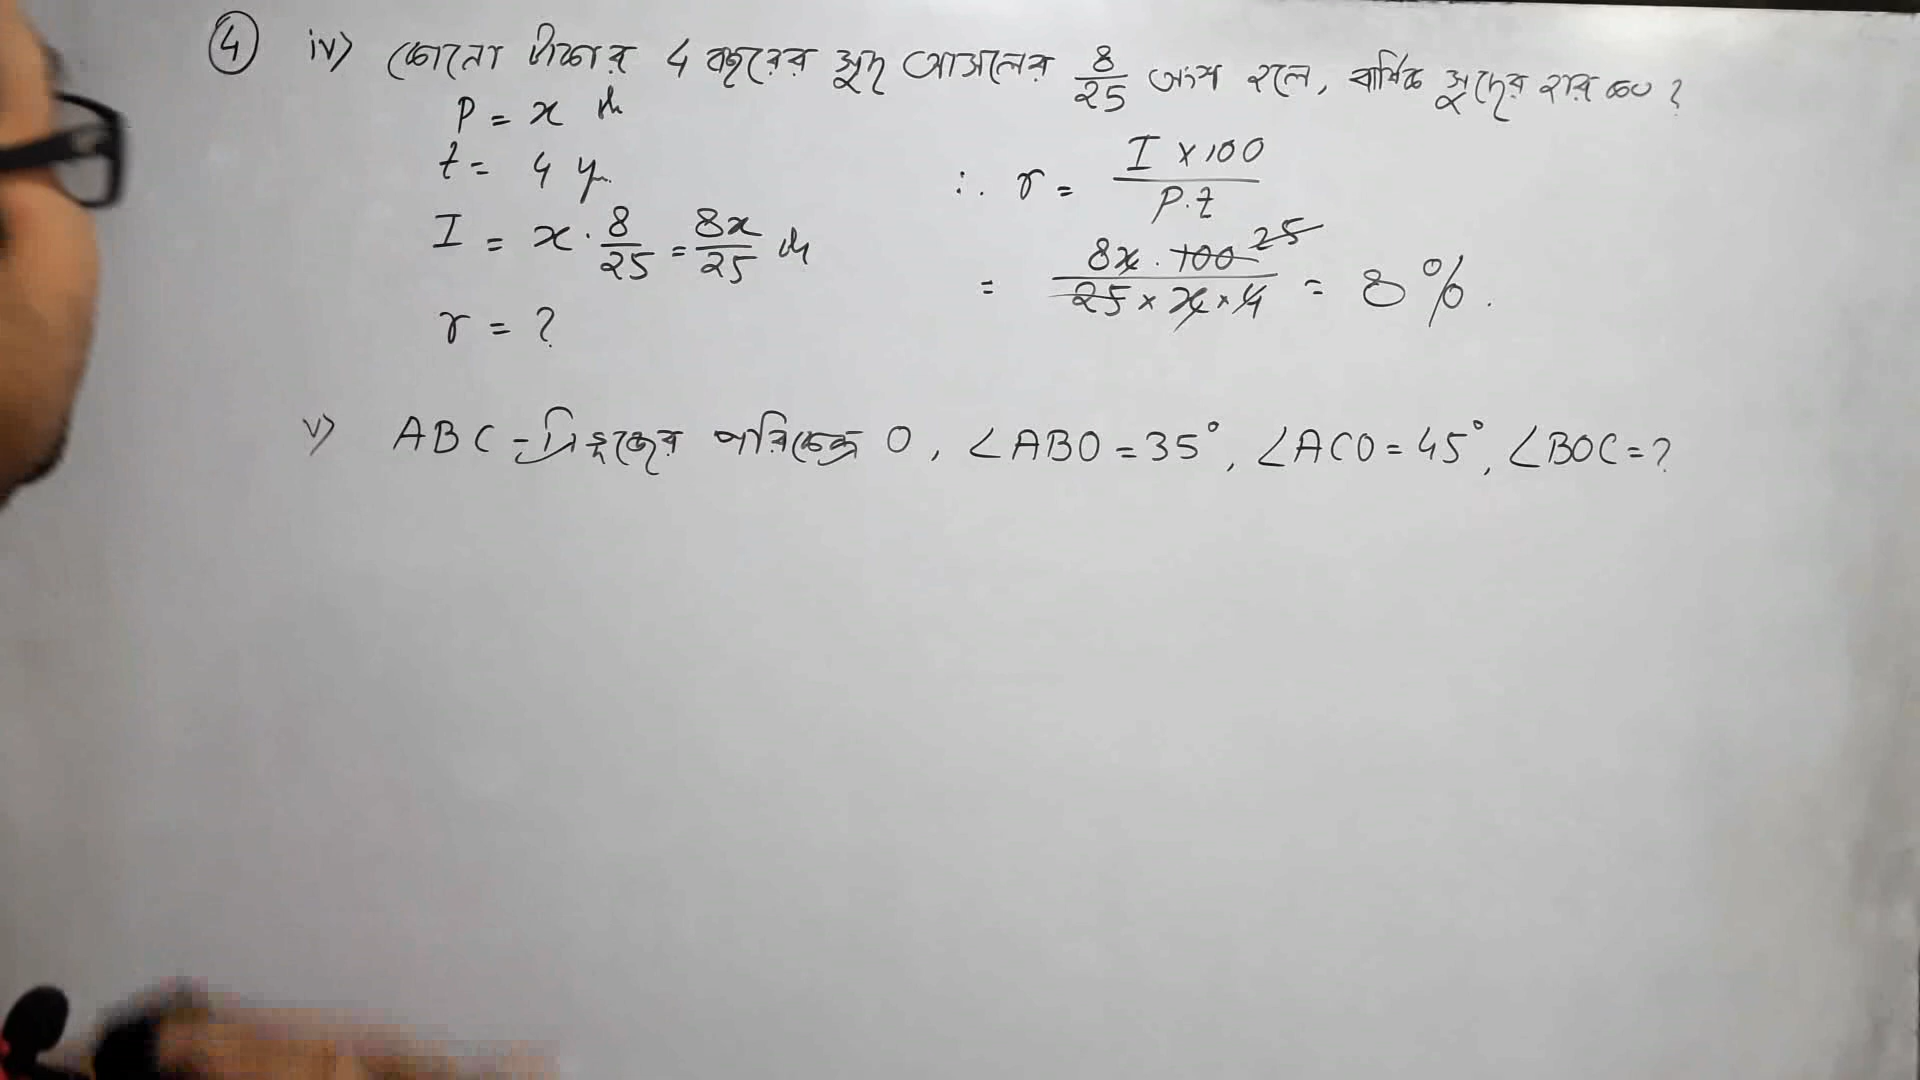 ④ iv) কোনো টাকার 4 বছরের সুদ আসলের 8/25 অংশ হলে, বার্ষিক সুদের হার কত ?
P = x টা
t = 4 y
I = x · 8/25 = 8x/25 টা
r = ?
∴ r = I × 100 / P.t
= 8x · 100 25 / 25 × x × 4 = 8 %.
v) ABC - ত্রিভূজের পরিকেন্দ্র O, ∠ABO = 35°, ∠ACO = 45°, ∠BOC = ?